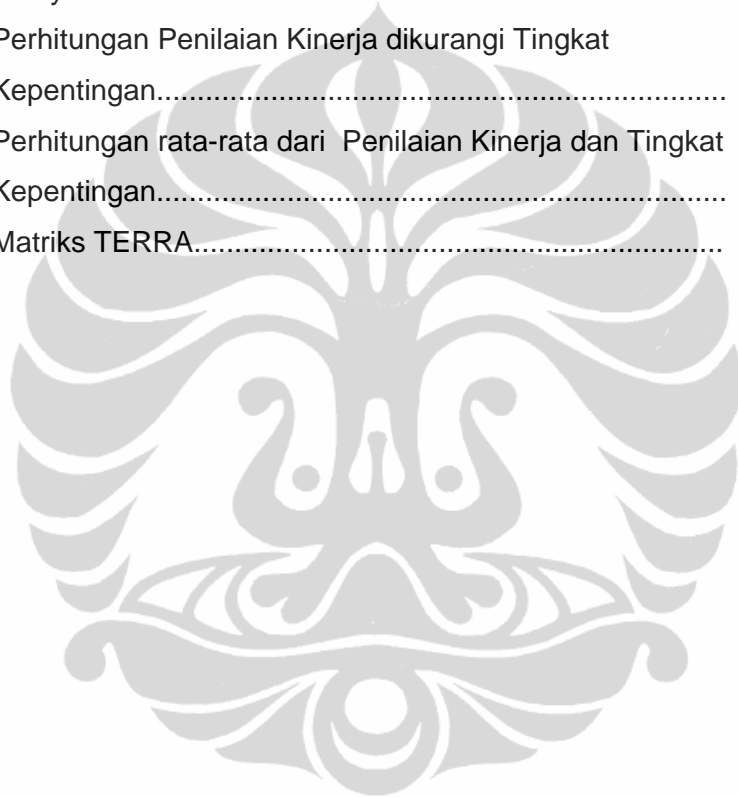 Perhitungan Penilaian Kinerja dikurangi Tingkat
Kepentingan......................................................................
Perhitungan rata-rata dari  Penilaian Kinerja dan Tingkat
Kepentingan......................................................................
Matriks TERRA.................................................................